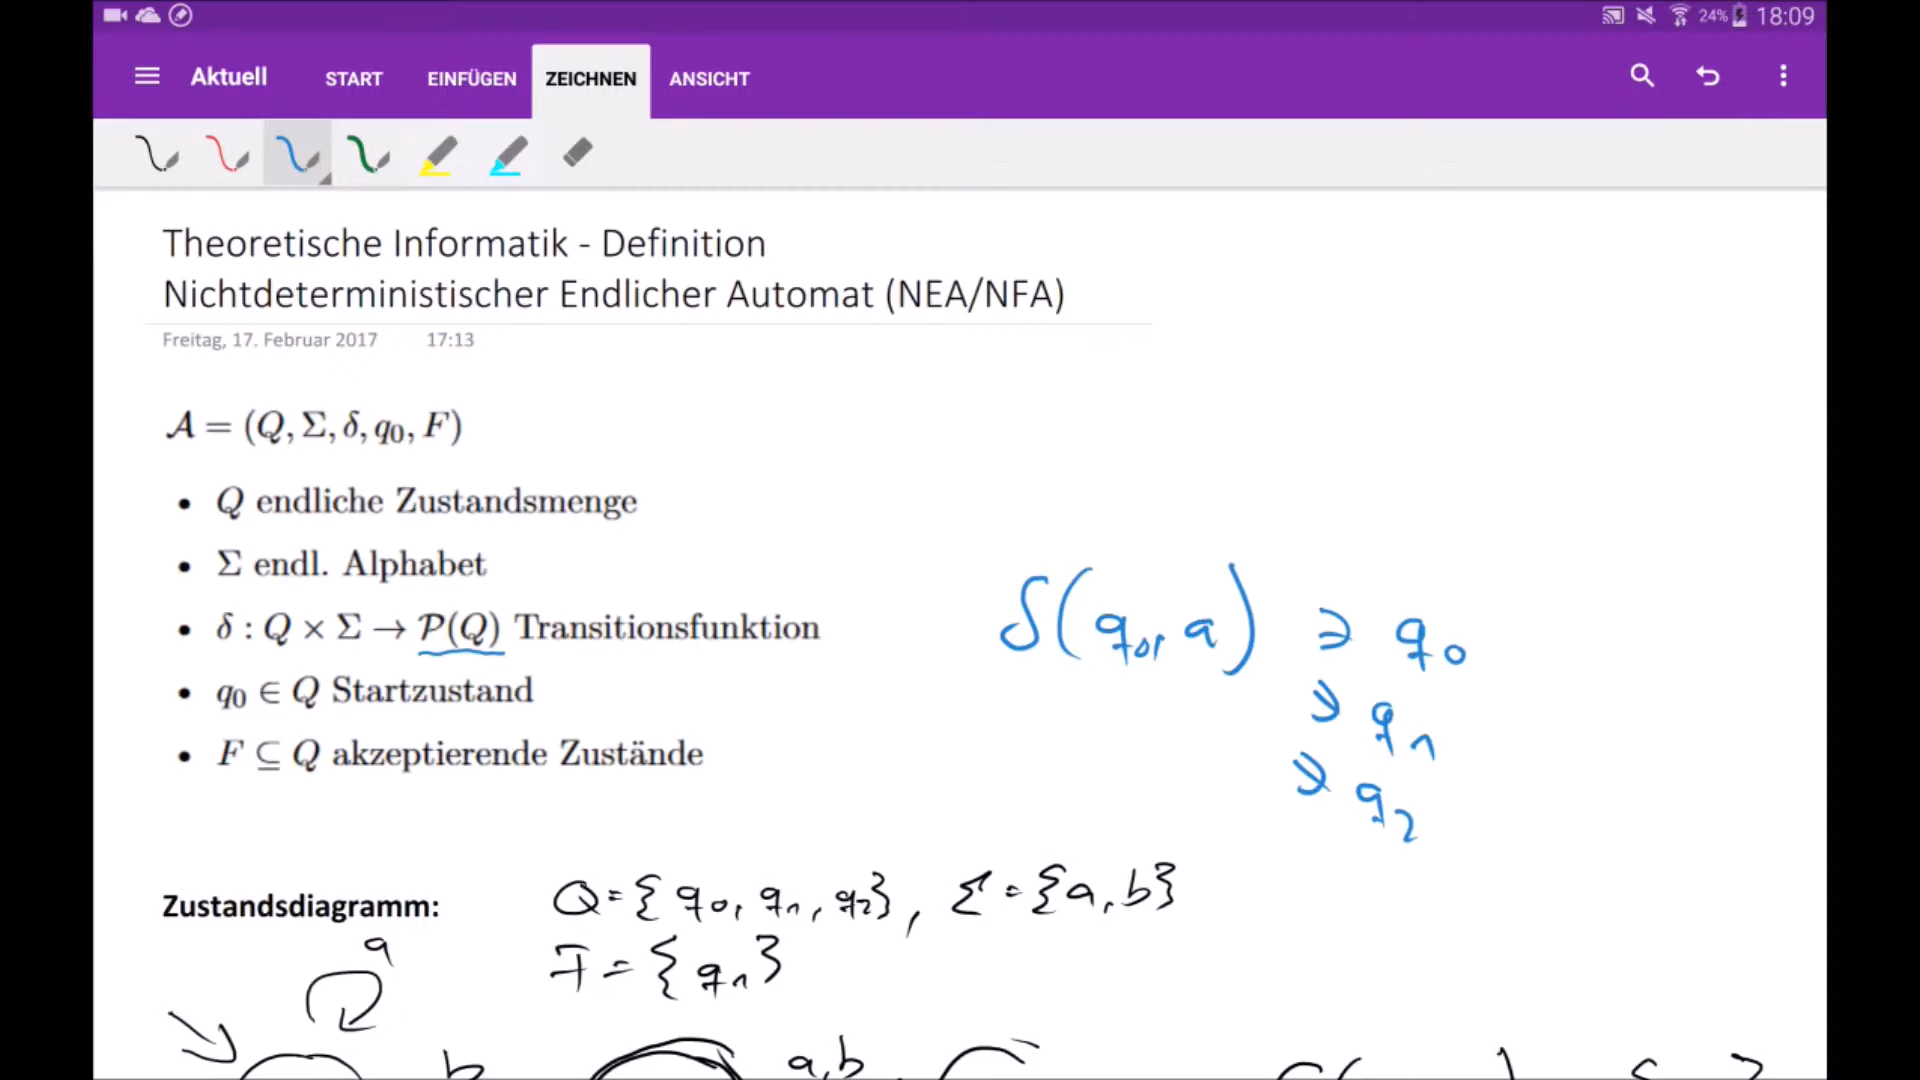 24% 18:09
Aktuell START EINFÜGEN ZEICHNEN ANSICHT
Theoretische Informatik - Definition
Nichtdeterministischer Endlicher Automat (NEA/NFA)
Freitag, 17. Februar 2017 17:13
𝒜 = (Q, Σ, δ, q₀, F)
• Q endliche Zustandsmenge
• Σ endl. Alphabet
• δ : Q × Σ → 𝒫(Q) Transitionsfunktion
δ(q₀, a) ∋ q₀
• q₀ ∈ Q Startzustand
∋ q₁
• F ⊆ Q akzeptierende Zustände
∋ q₂
Zustandsdiagramm: Q = {q₀, q₁, q₂}, Σ = {a, b}
F = {q₁}
a
b a,b